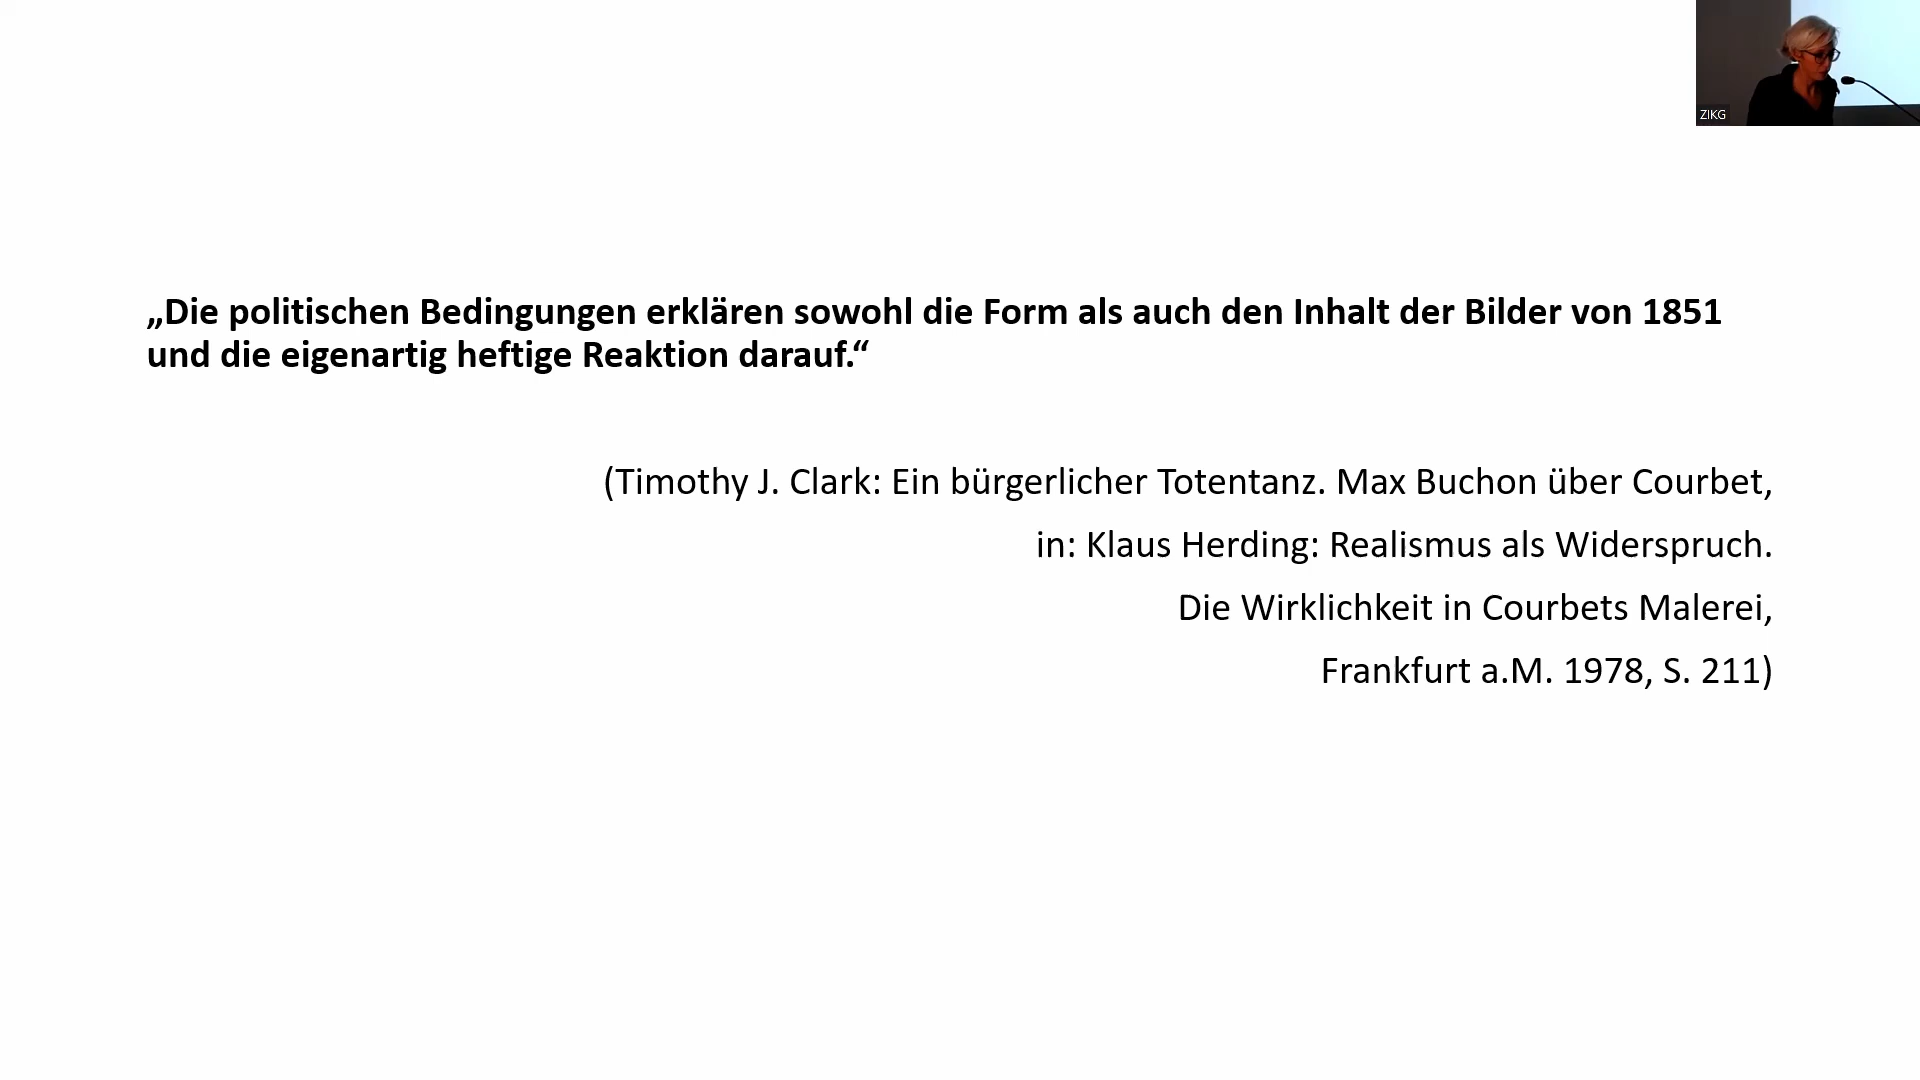 ZIKG
„Die politischen Bedingungen erklären sowohl die Form als auch den Inhalt der Bilder von 1851
und die eigenartig heftige Reaktion darauf.“
(Timothy J. Clark: Ein bürgerlicher Totentanz. Max Buchon über Courbet,
in: Klaus Herding: Realismus als Widerspruch.
Die Wirklichkeit in Courbets Malerei,
Frankfurt a.M. 1978, S. 211)